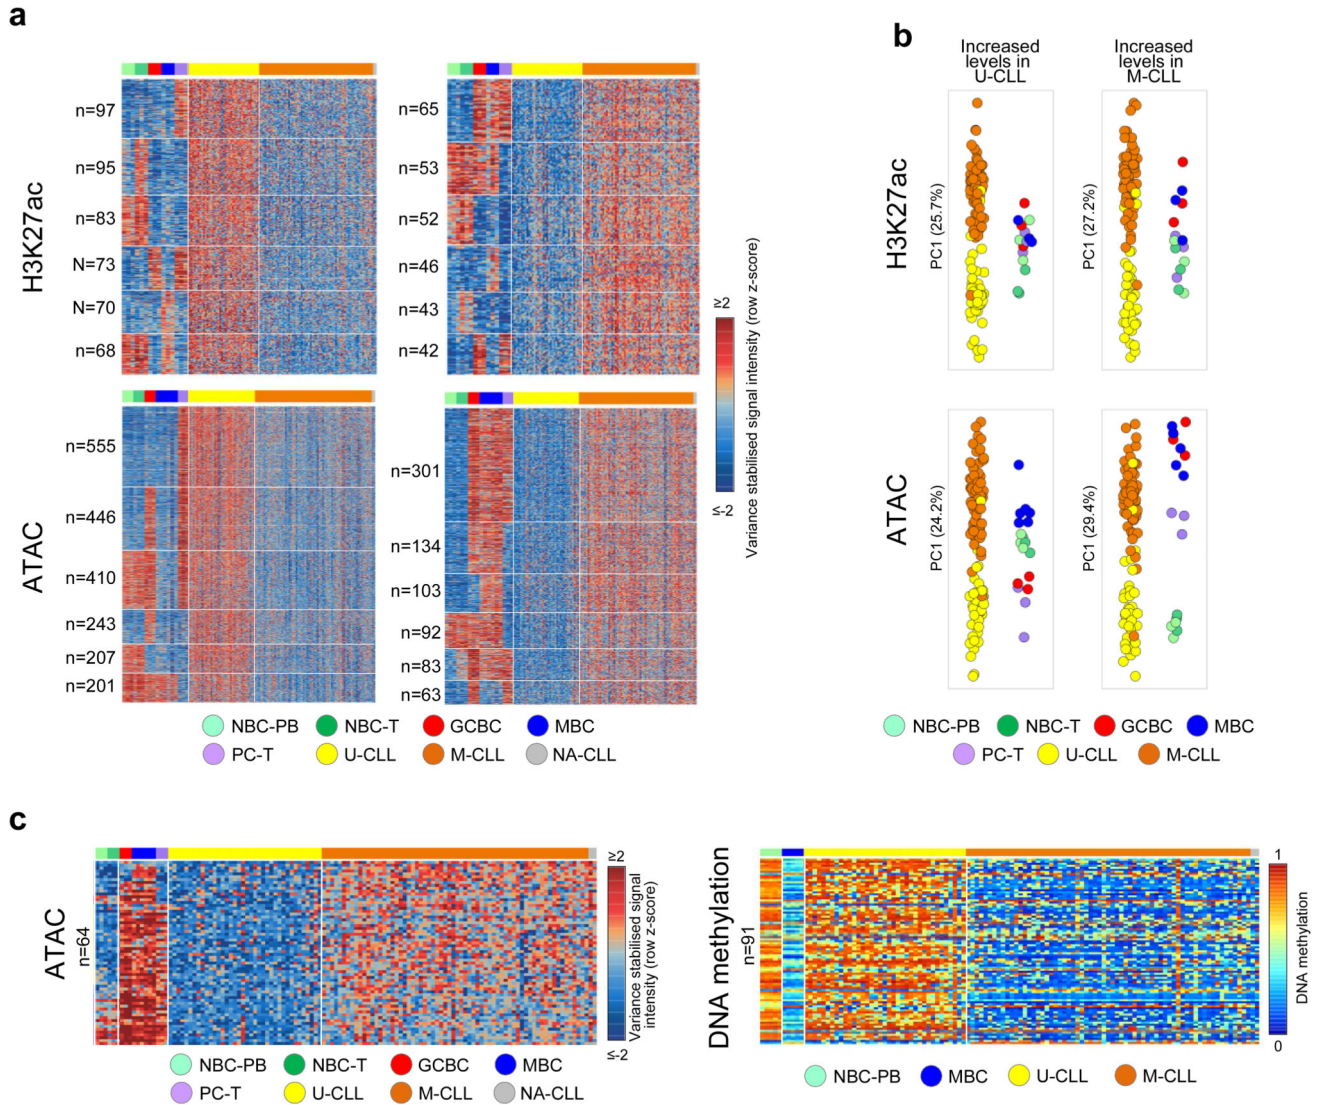 a
H3K27ac
n=97
n=95
n=83
N=73
N=70
n=68
n=65
n=53
n=52
n=46
n=43
n=42
ATAC
n=555
n=446
n=410
n=243
n=207
n=201
n=301
n=134
n=103
n=92
n=83
n=63
≥2
≤-2
Variance stabilised signal intensity (row z-score)
NBC-PB
NBC-T
GCBC
MBC
PC-T
U-CLL
M-CLL
NA-CLL
b
Increased
levels in
U-CLL
Increased
levels in
M-CLL
H3K27ac
PC1 (25.7%)
PC1 (27.2%)
ATAC
PC1 (24.2%)
PC1 (29.4%)
NBC-PB
NBC-T
GCBC
MBC
PC-T
U-CLL
M-CLL
c
ATAC
n=64
≥2
≤-2
Variance stabilised signal
intensity (row z-score)
NBC-PB
NBC-T
GCBC
MBC
PC-T
U-CLL
M-CLL
NA-CLL
DNA methylation
n=91
1
0
DNA methylation
NBC-PB
MBC
U-CLL
M-CLL